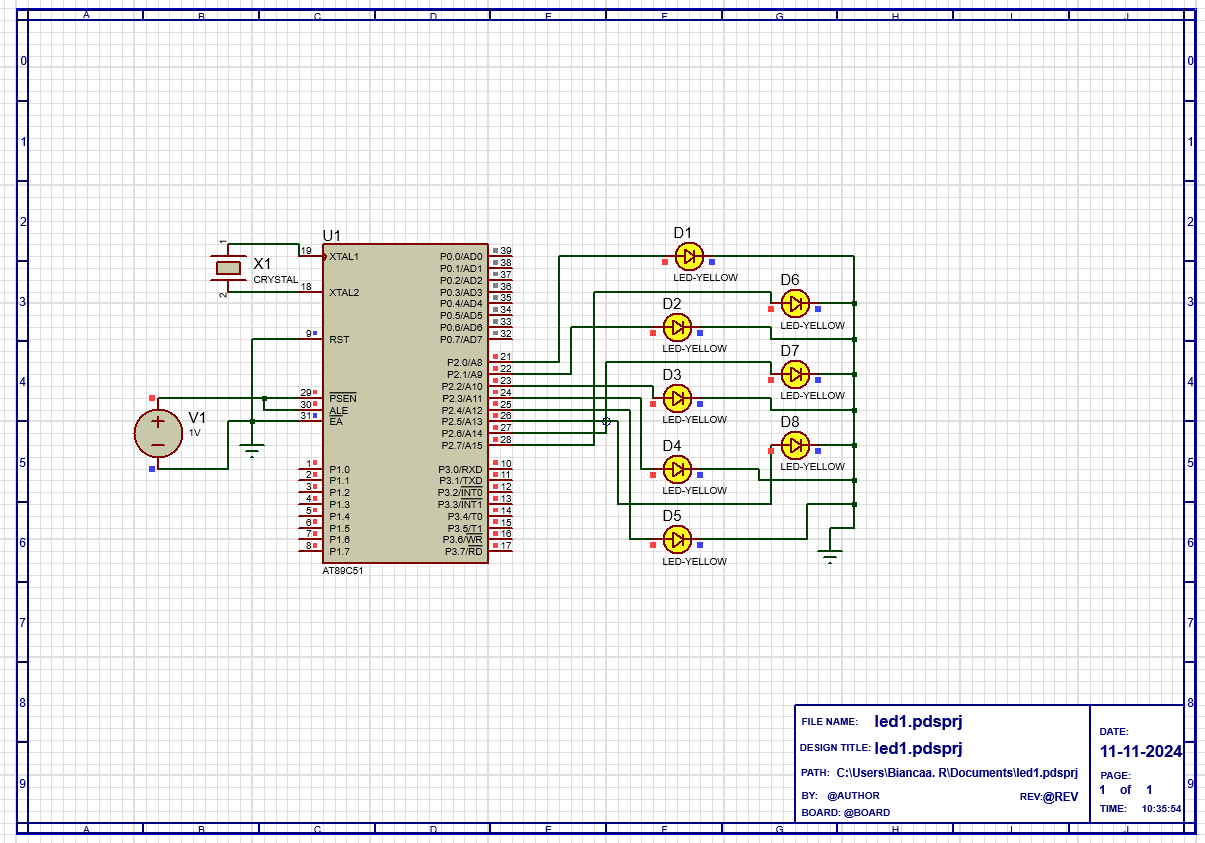 A B C D E F G H I J
0 0
1 1
2 2
3 3
4 4
5 5
6 6
7 7
8 8
9 9
A B C D E F G H I J
X1
CRYSTAL
1
2
V1
1V
U1
19 XTAL1
18 XTAL2
9 RST
29 PSEN
30 ALE
31 EA
1 P1.0
2 P1.1
3 P1.2
4 P1.3
5 P1.4
6 P1.5
7 P1.6
8 P1.7
P0.0/AD0 39
P0.1/AD1 38
P0.2/AD2 37
P0.3/AD3 36
P0.4/AD4 35
P0.5/AD5 34
P0.6/AD6 33
P0.7/AD7 32
P2.0/A8 21
P2.1/A9 22
P2.2/A10 23
P2.3/A11 24
P2.4/A12 25
P2.5/A13 26
P2.6/A14 27
P2.7/A15 28
P3.0/RXD 10
P3.1/TXD 11
P3.2/INT0 12
P3.3/INT1 13
P3.4/T0 14
P3.5/T1 15
P3.6/WR 16
P3.7/RD 17
AT89C51
D1
LED-YELLOW
D6
LED-YELLOW
D2
LED-YELLOW
D7
LED-YELLOW
D3
LED-YELLOW
D8
LED-YELLOW
D4
LED-YELLOW
D5
LED-YELLOW
FILE NAME: led1.pdsprj
DESIGN TITLE: led1.pdsprj
PATH: C:\Users\Biancaa. R\Documents\led1.pdsprj
BY: @AUTHOR REV:@REV
BOARD: @BOARD
DATE:
11-11-2024
PAGE:
1 of 1
TIME: 10:35:54